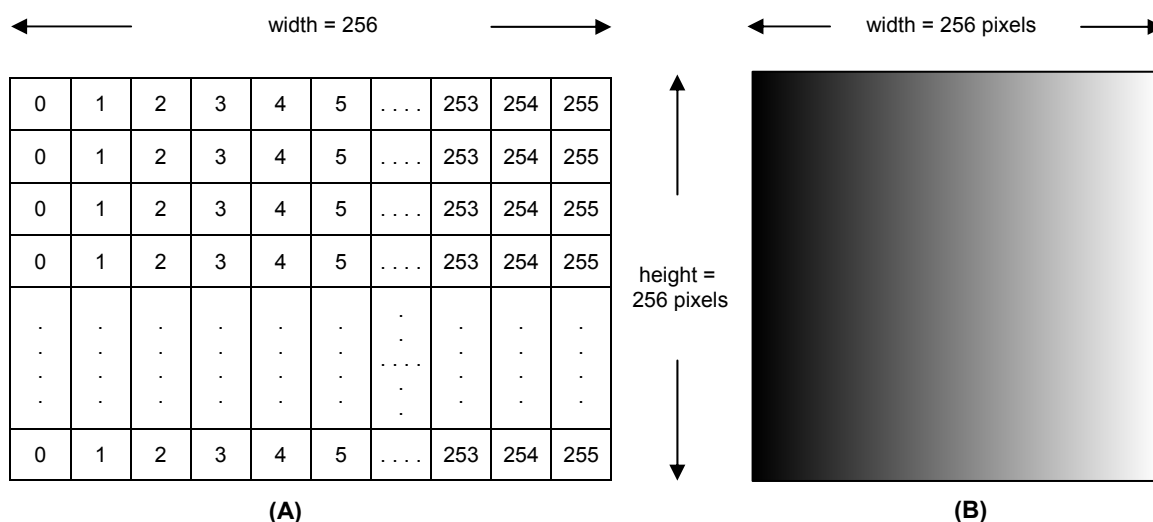 width = 256
width = 256 pixels
0 1 2 3 4 5 . . . . 253 254 255
0 1 2 3 4 5 . . . . 253 254 255
0 1 2 3 4 5 . . . . 253 254 255
0 1 2 3 4 5 . . . . 253 254 255
height =
256 pixels
. . . . . . . . . .
. . . . . . . . . .
. . . . . . . . . . . . .
. . . . . . . . . .
.
0 1 2 3 4 5 . . . . 253 254 255
(A)
(B)